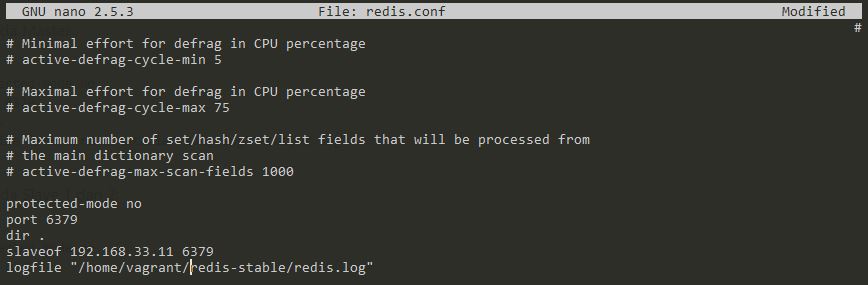 GNU nano 2.5.3 File: redis.conf Modified
#
# Minimal effort for defrag in CPU percentage
# active-defrag-cycle-min 5
# Maximal effort for defrag in CPU percentage
# active-defrag-cycle-max 75
# Maximum number of set/hash/zset/list fields that will be processed from
# the main dictionary scan
# active-defrag-max-scan-fields 1000
protected-mode no
port 6379
dir .
slaveof 192.168.33.11 6379
logfile "/home/vagrant/redis-stable/redis.log"